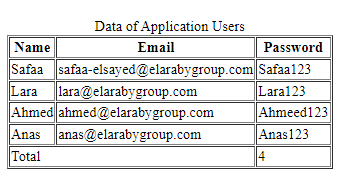 Data of Application Users
Name Email Password
Safaa safaa-elsayed@elarabygroup.com Safaa123
Lara lara@elarabygroup.com Lara123
Ahmed ahmed@elarabygroup.com Ahmeed123
Anas anas@elarabygroup.com Anas123
Total 4